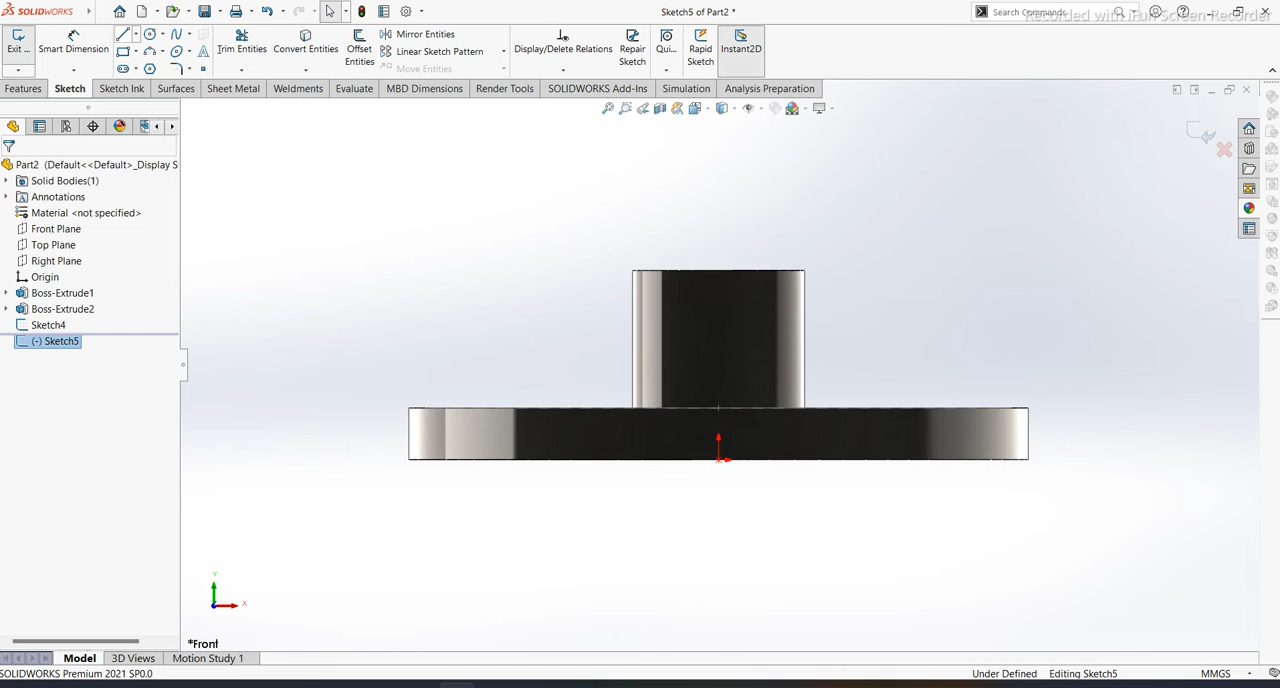 SOLIDWORKS
Sketch5 of Part2 *
Search Commands
Recorded with iFun Screen Recorder
Exit ...
Smart Dimension
Trim Entities
Convert Entities
Offset Entities
Mirror Entities
Linear Sketch Pattern
Move Entities
Display/Delete Relations
Repair Sketch
Qui...
Rapid Sketch
Instant2D
Features
Sketch
Sketch Ink
Surfaces
Sheet Metal
Weldments
Evaluate
MBD Dimensions
Render Tools
SOLIDWORKS Add-Ins
Simulation
Analysis Preparation
Part2 (Default<<Default>_Display S
Solid Bodies(1)
Annotations
Material <not specified>
Front Plane
Top Plane
Right Plane
Origin
Boss-Extrude1
Boss-Extrude2
Sketch4
(-) Sketch5
Y
X
*Front
Model
3D Views
Motion Study 1
SOLIDWORKS Premium 2021 SP0.0
Under Defined
Editing Sketch5
MMGS